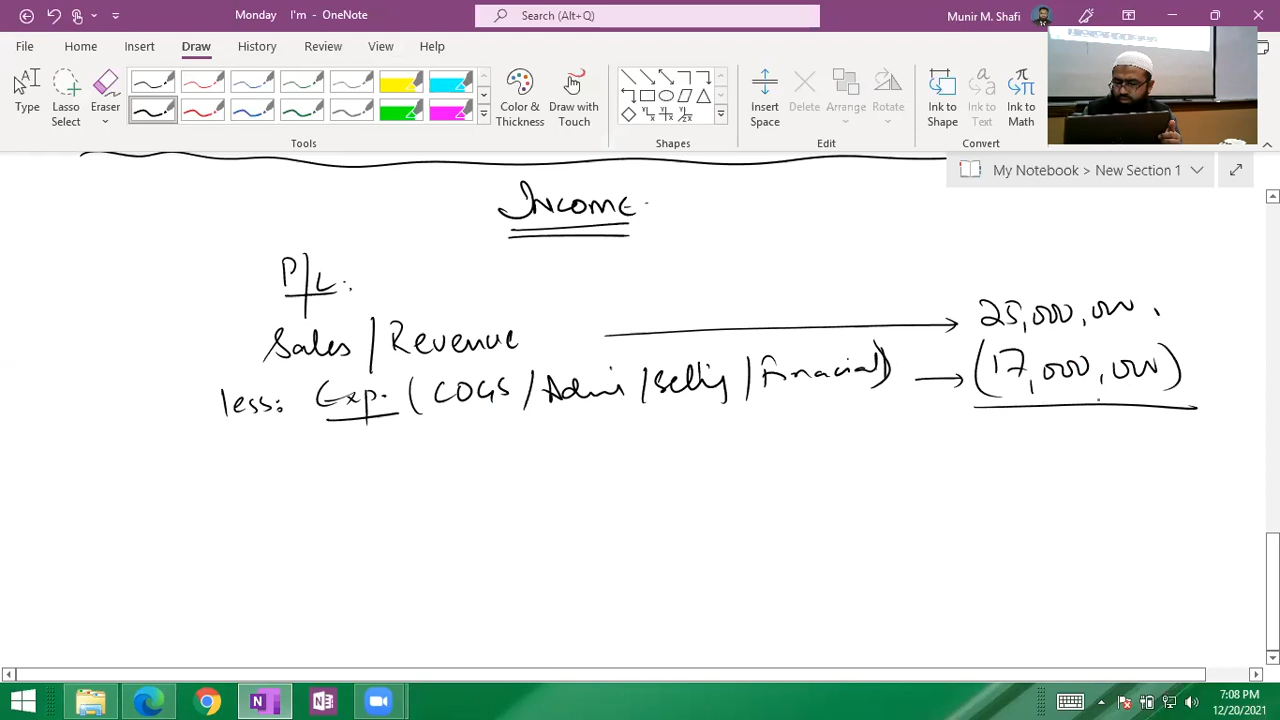 Monday I'm - OneNote
Search (Alt+Q)
Munir M. Shafi
File Home Insert Draw History Review View Help
Type
Lasso Select
Eraser
Color & Thickness
Draw with Touch
Insert Space
Delete
Arrange
Rotate
Ink to Shape
Ink to Text
Ink to Math
Tools
Shapes
Edit
Convert
My Notebook > New Section 1
INCOME
P/L
Sales / Revenue 25,000,000
less: Exp. (COGS / Admin / Selling / Finacial) (17,000,000)
7:08 PM
12/20/2021